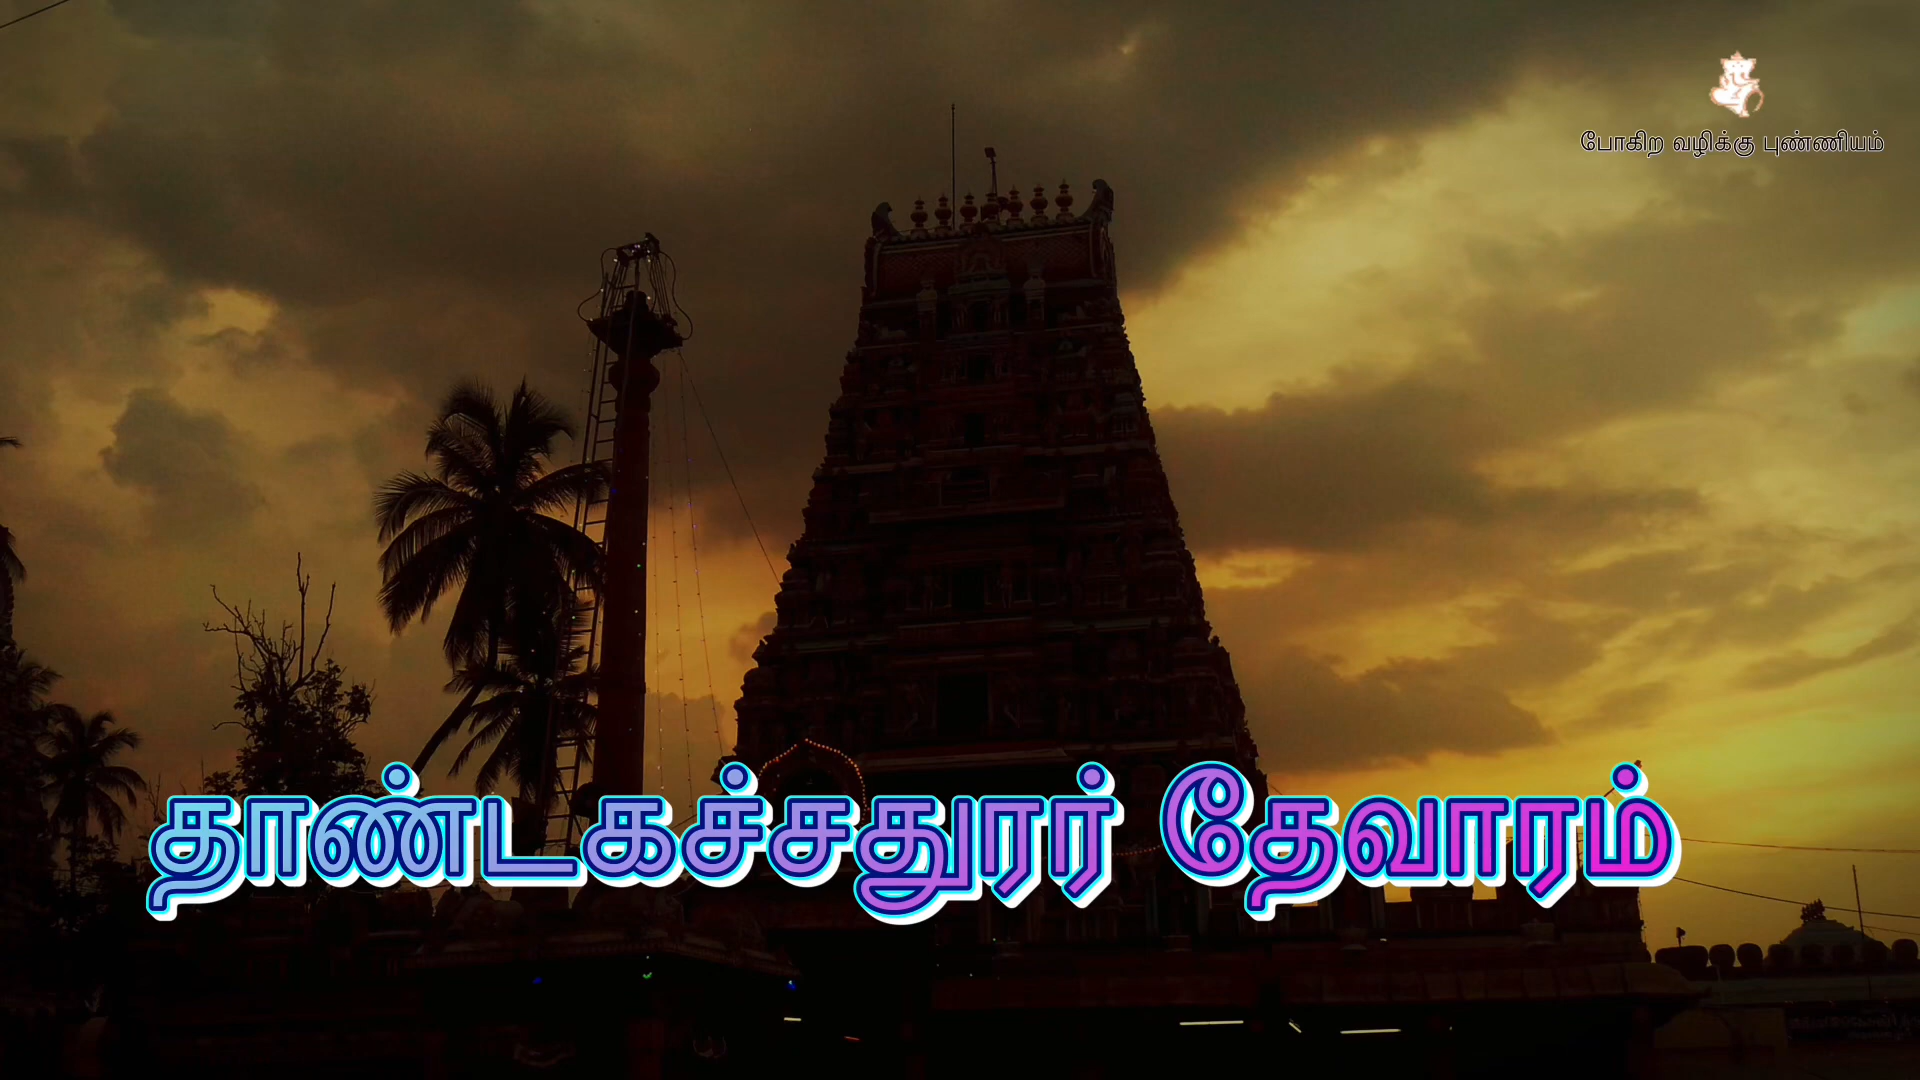 போகிற வழிக்கு புண்ணியம்
தாண்டகச்சதுரர் தேவாரம்